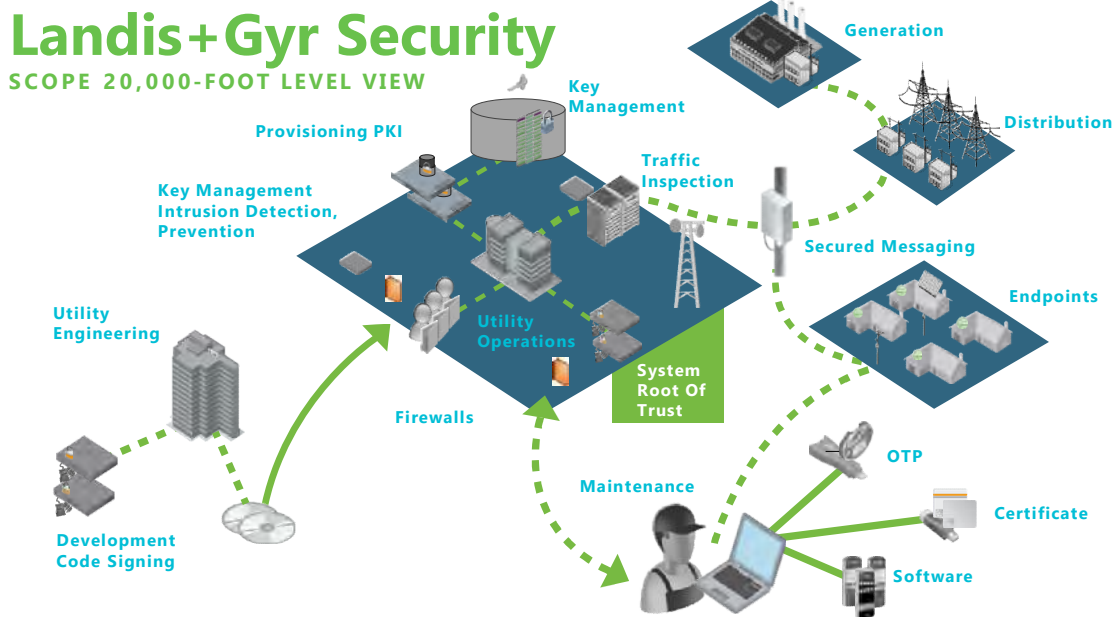 Landis+Gyr Security
SCOPE 20,000-FOOT LEVEL VIEW
Generation
Key
Management
Distribution
Provisioning PKI
Traffic
Inspection
Key Management
Intrusion Detection,
Prevention
Secured Messaging
Endpoints
Utility
Engineering
Utility
Operations
System
Root Of
Trust
Firewalls
OTP
Maintenance
Certificate
Development
Code Signing
Software